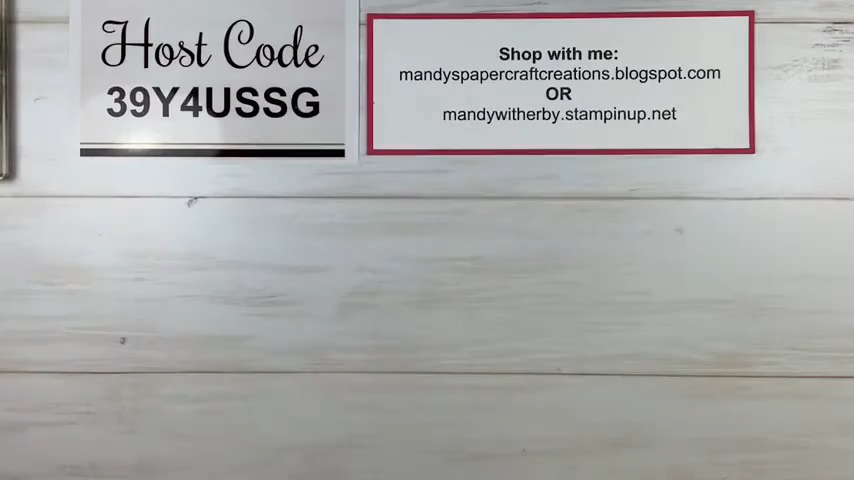 Host Code
39Y4USSG
Shop with me:
mandyspapercraftcreations.blogspot.com
OR
mandywitherby.stampinup.net